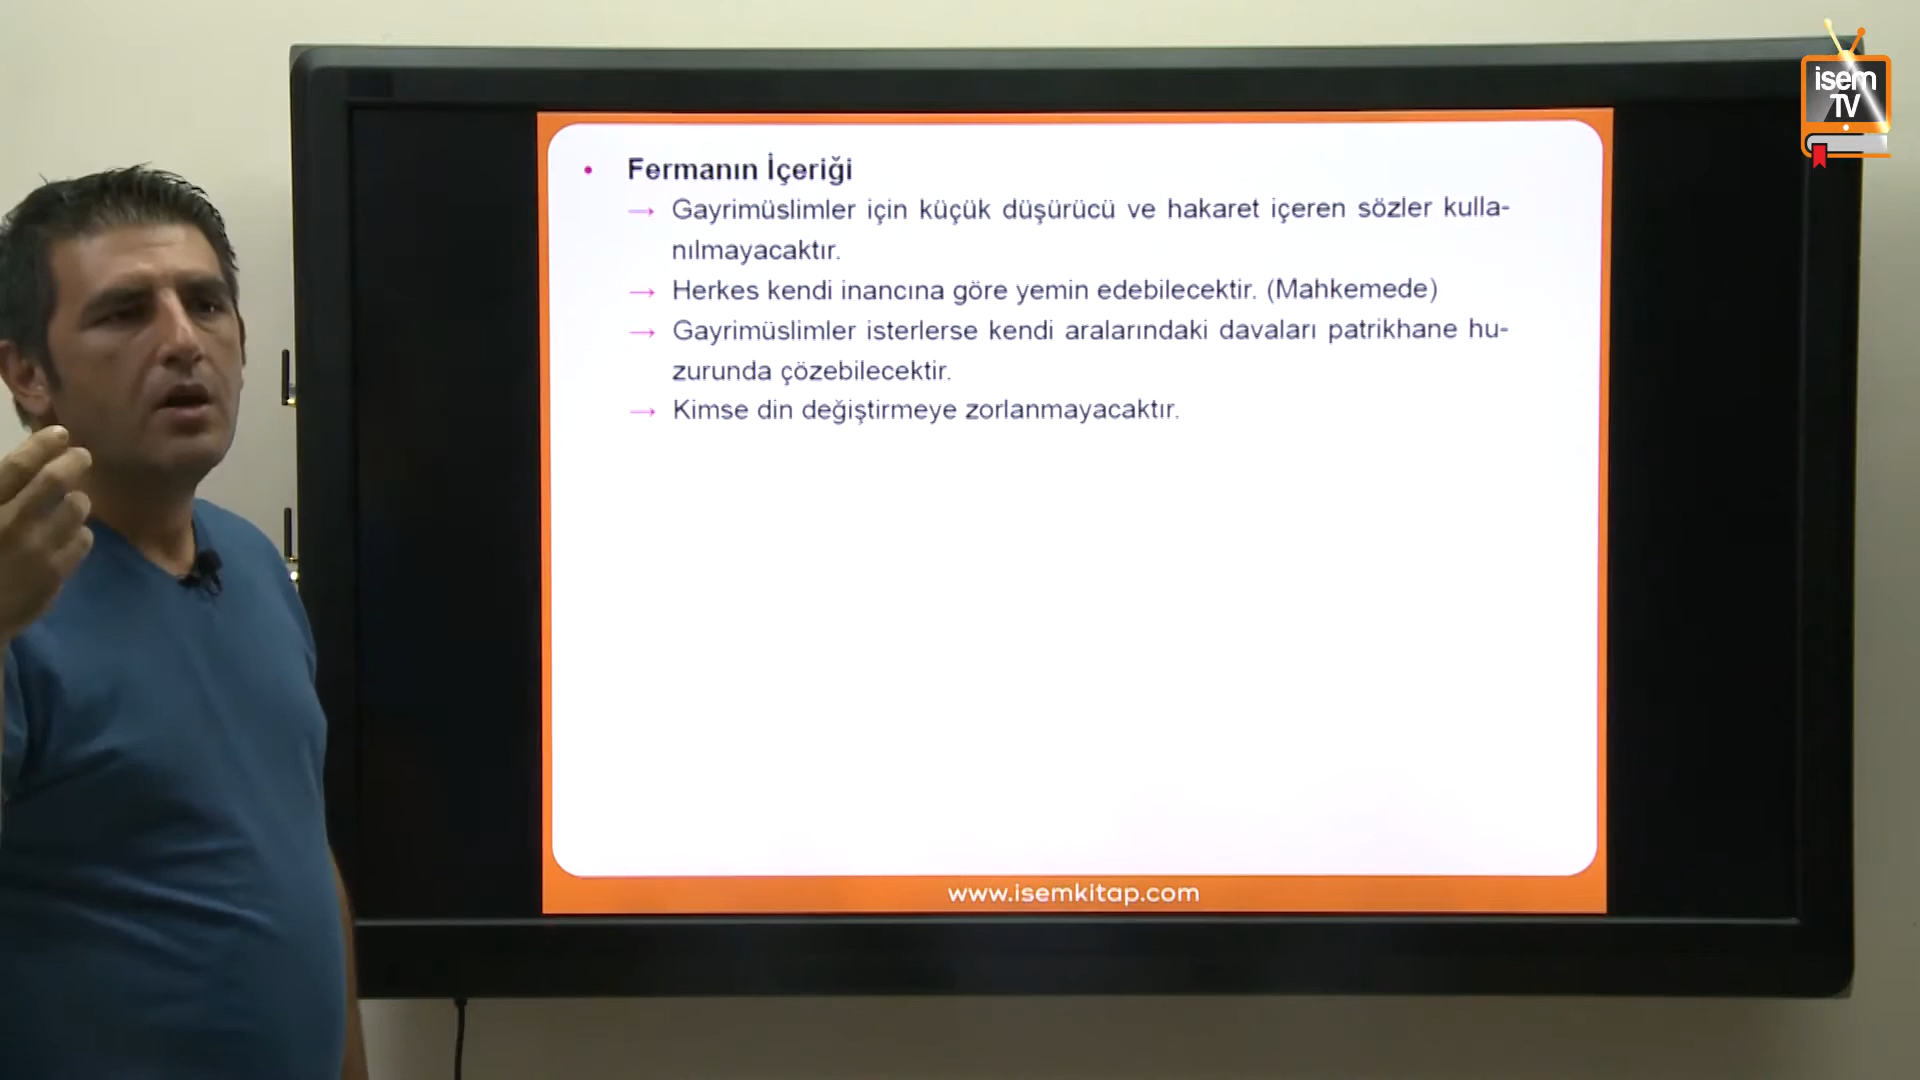 isem
TV
• Fermanın İçeriği
→ Gayrimüslimler için küçük düşürücü ve hakaret içeren sözler kulla-
nılmayacaktır.
→ Herkes kendi inancına göre yemin edebilecektir. (Mahkemede)
→ Gayrimüslimler isterlerse kendi aralarındaki davaları patrikhane hu-
zurunda çözebilecektir.
→ Kimse din değiştirmeye zorlanmayacaktır.
www.isemkitap.com